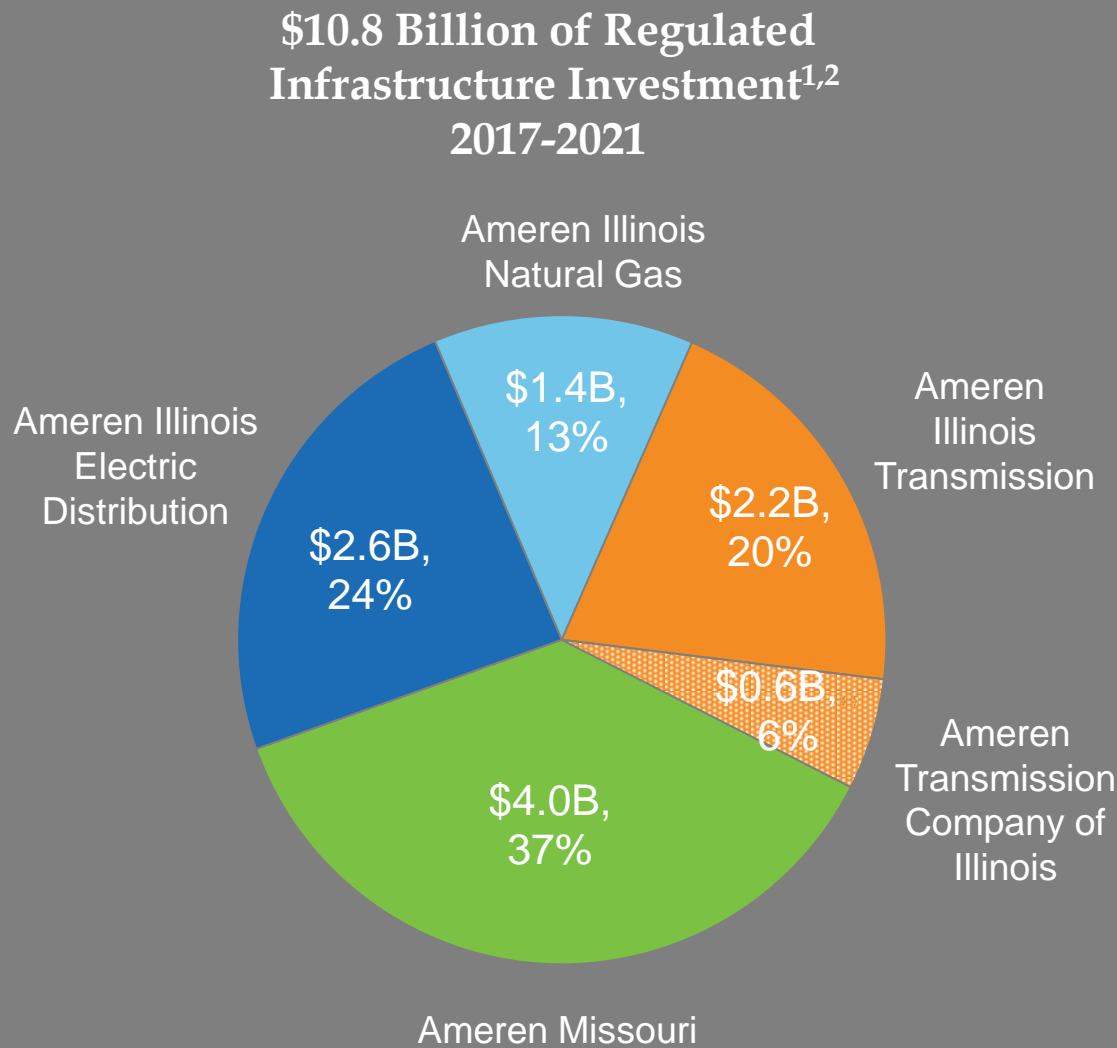 $10.8 Billion of Regulated
Infrastructure Investment1,2
2017-2021
Ameren Illinois
Natural Gas
$1.4B,
13%
Ameren
Illinois
Transmission
$2.2B,
20%
Ameren Illinois
Electric
Distribution
$2.6B,
24%
$0.6B,
6%
Ameren
Transmission
Company of
Illinois
$4.0B,
37%
Ameren Missouri